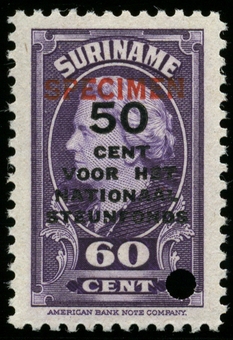 SURINAME
SPECIMEN
50
CENT
VOOR HET
NATIONAAL
STEUNFONDS
60
CENT
AMERICAN BANK NOTE COMPANY.